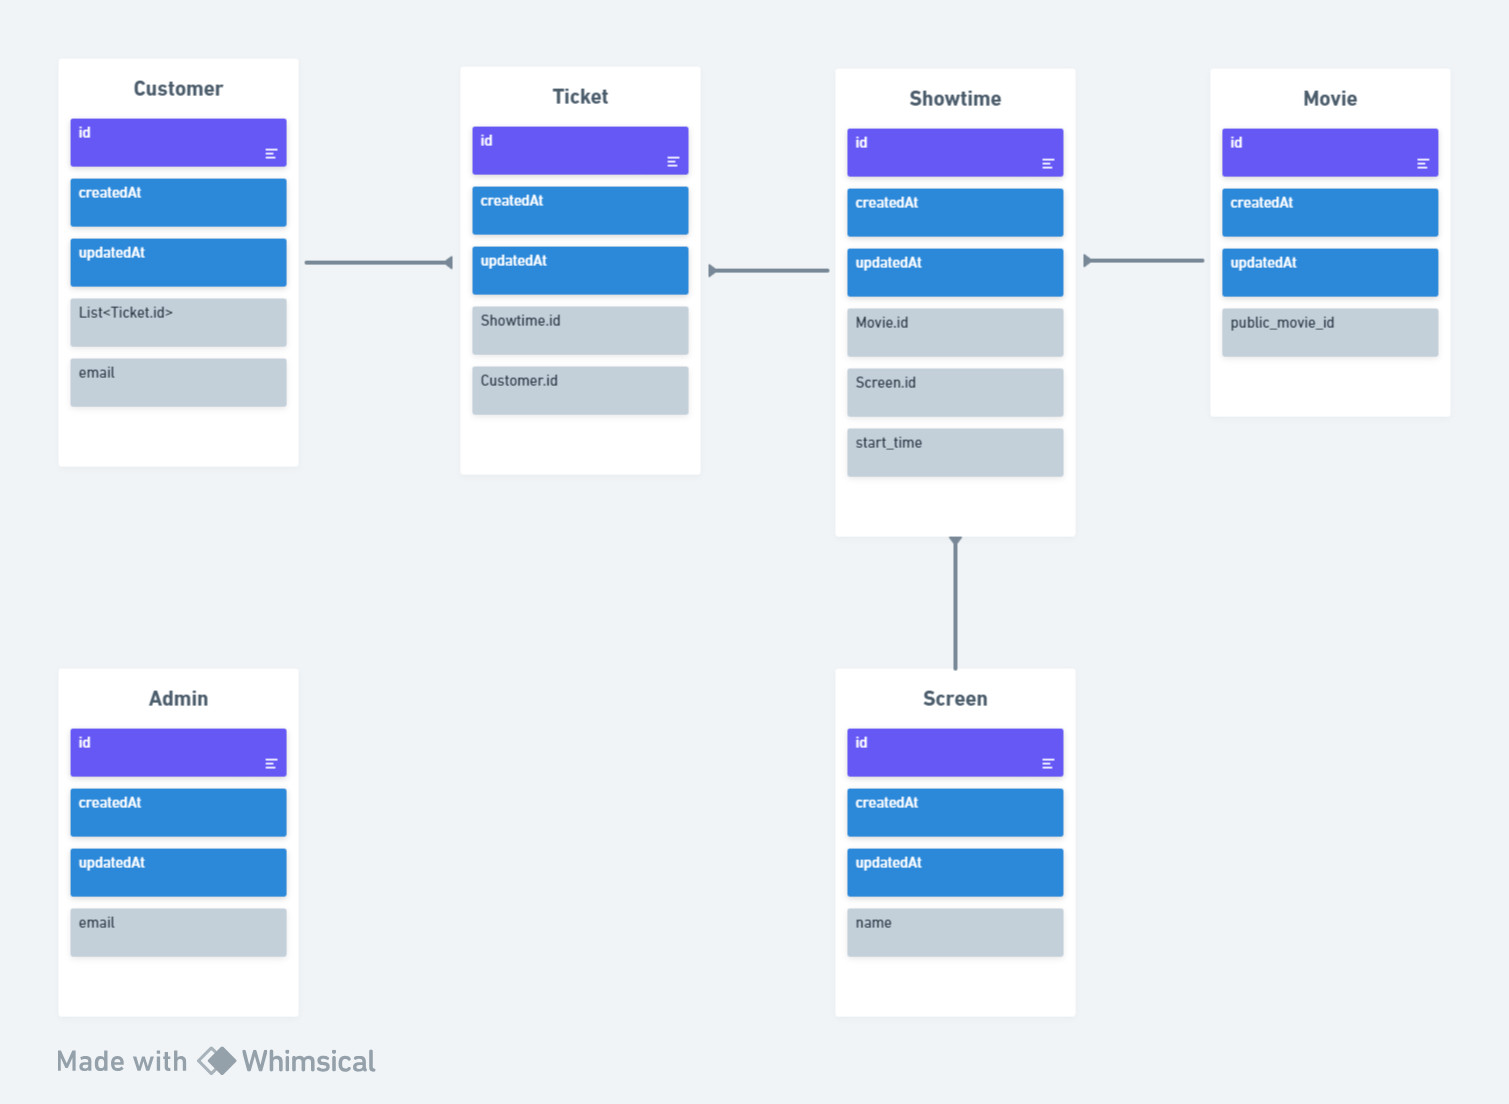 Customer
id
createdAt
updatedAt
List<Ticket.id>
email
Ticket
id
createdAt
updatedAt
Showtime.id
Customer.id
Showtime
id
createdAt
updatedAt
Movie.id
Screen.id
start_time
Movie
id
createdAt
updatedAt
public_movie_id
Admin
id
createdAt
updatedAt
email
Screen
id
createdAt
updatedAt
name
Made with Whimsical